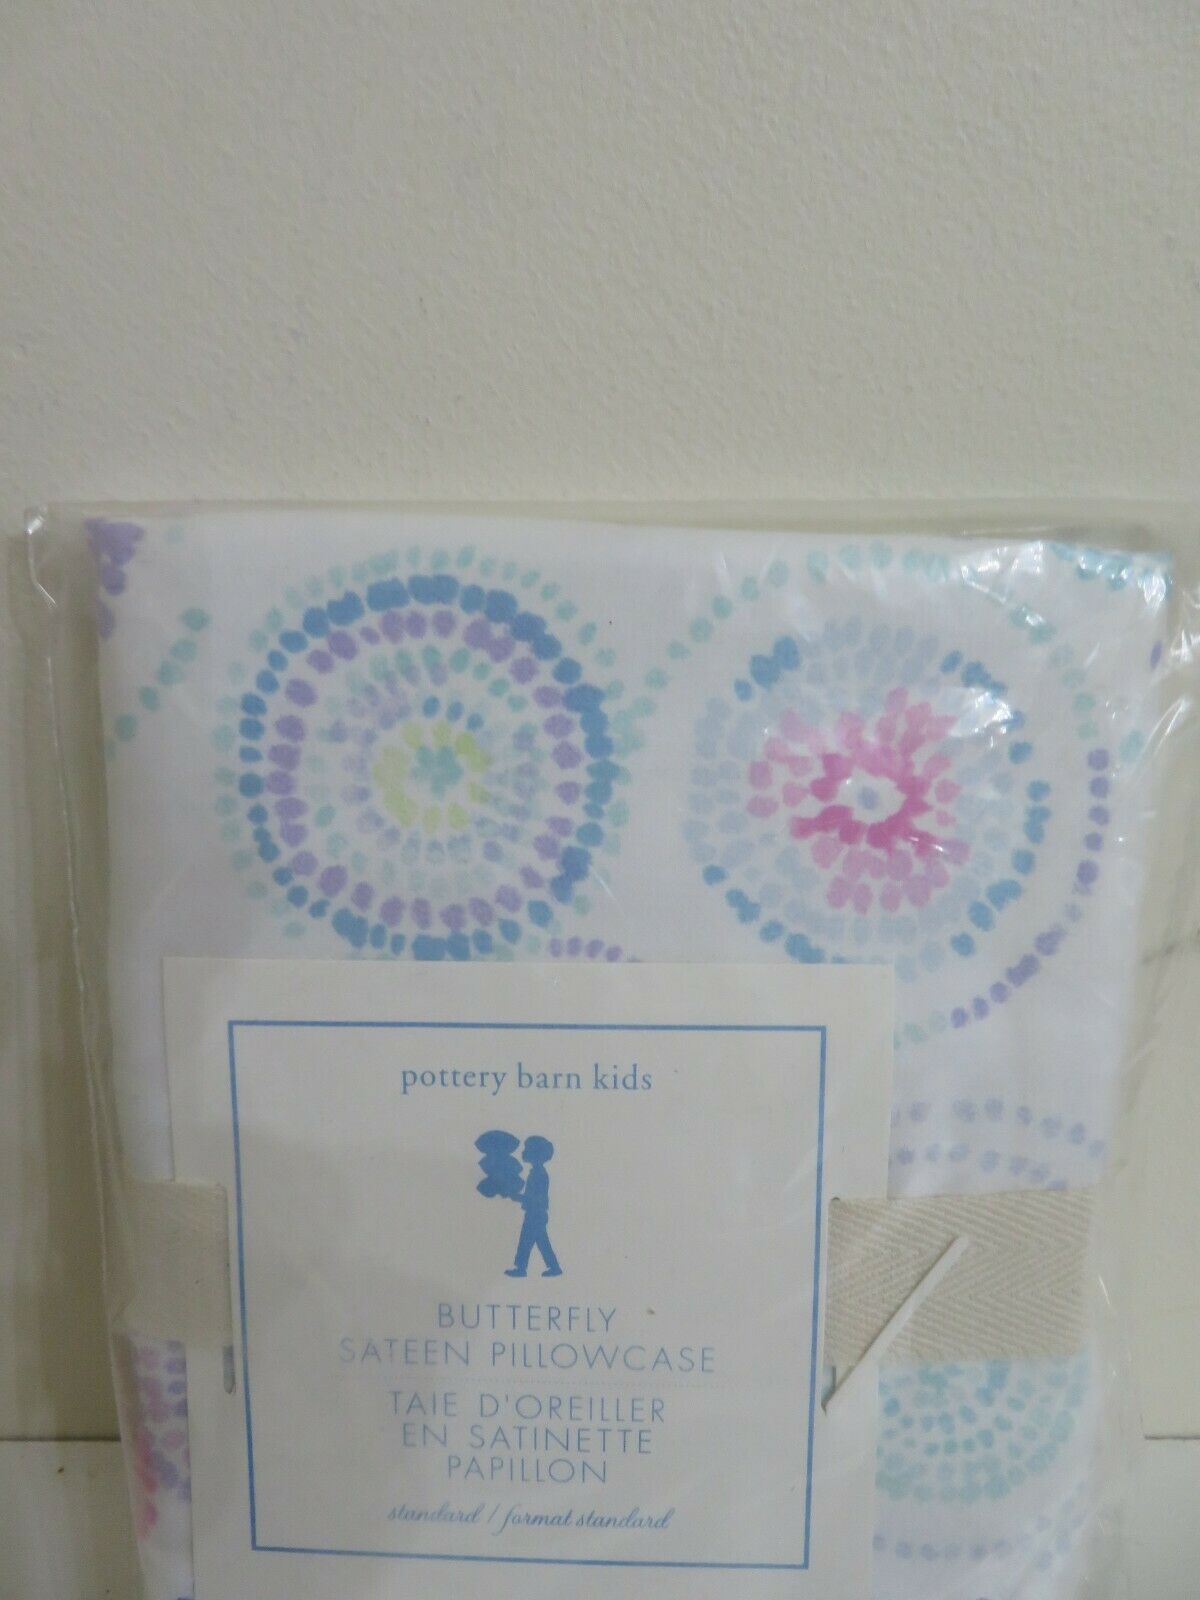 pottery barn kids
BUTTERFLY
SATEEN PILLOWCASE
TAIE D'OREILLER
EN SATINETTE
PAPILLON
standard / format standard